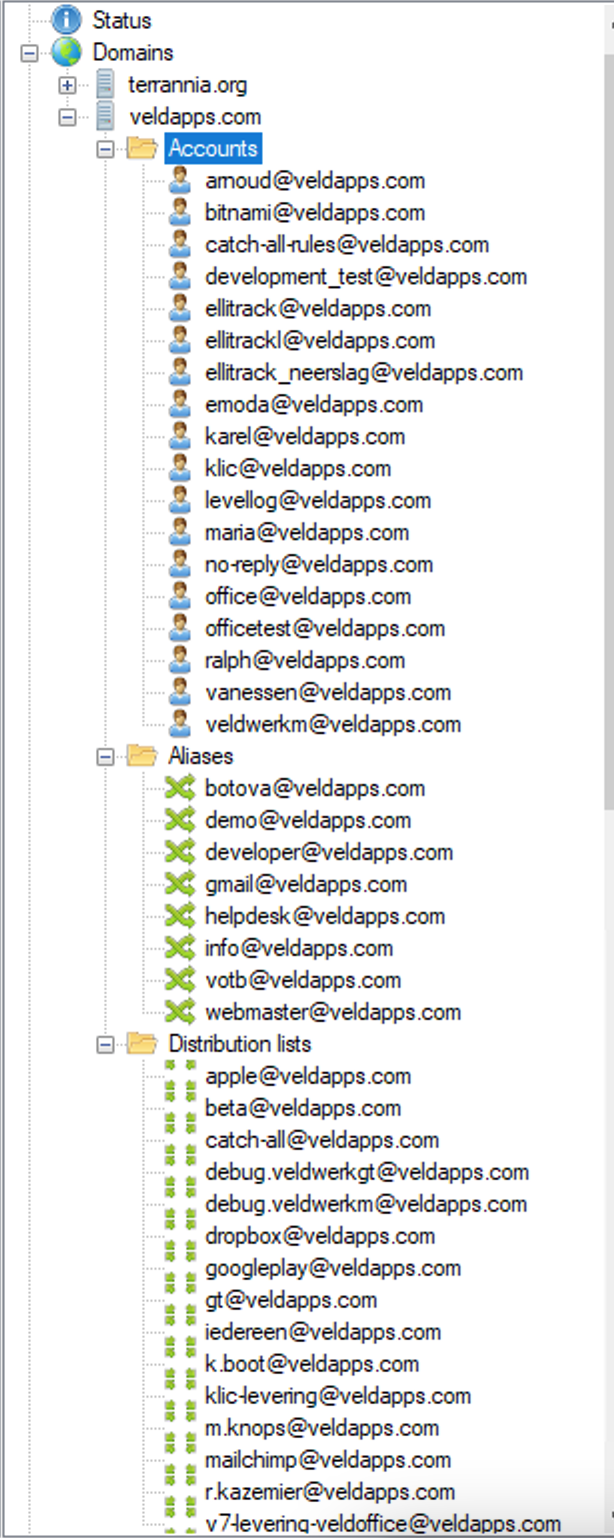 Status
Domains
terrannia.org
veldapps.com
Accounts
arnoud@veldapps.com
bitnami@veldapps.com
catch-all-rules@veldapps.com
development_test@veldapps.com
ellitrack@veldapps.com
ellitrackl@veldapps.com
ellitrack_neerslag@veldapps.com
emoda@veldapps.com
karel@veldapps.com
klic@veldapps.com
levellog@veldapps.com
maria@veldapps.com
no-reply@veldapps.com
office@veldapps.com
officetest@veldapps.com
ralph@veldapps.com
vanessen@veldapps.com
veldwerkm@veldapps.com
Aliases
botova@veldapps.com
demo@veldapps.com
developer@veldapps.com
gmail@veldapps.com
helpdesk@veldapps.com
info@veldapps.com
votb@veldapps.com
webmaster@veldapps.com
Distribution lists
apple@veldapps.com
beta@veldapps.com
catch-all@veldapps.com
debug.veldwerkgt@veldapps.com
debug.veldwerkm@veldapps.com
dropbox@veldapps.com
googleplay@veldapps.com
gt@veldapps.com
iedereen@veldapps.com
k.boot@veldapps.com
klic-levering@veldapps.com
m.knops@veldapps.com
mailchimp@veldapps.com
r.kazemier@veldapps.com
v7-levering-veldoffice@veldapps.com